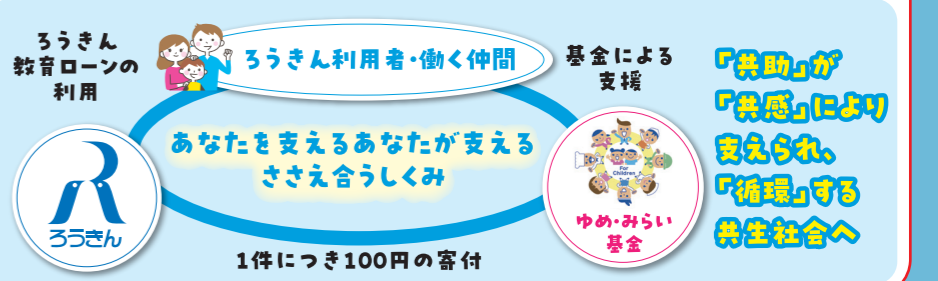 ろうきん
教育ローンの
利用
ろうきん利用者・働く仲間
基金による
支援
あなたを支えるあなたが支える
ささえ合うしくみ
ろうきん
For
Children
ゆめ・みらい
基金
1件につき100円の寄付
「共助」が
「共感」により
支えられ、
「循環」する
共生社会へ